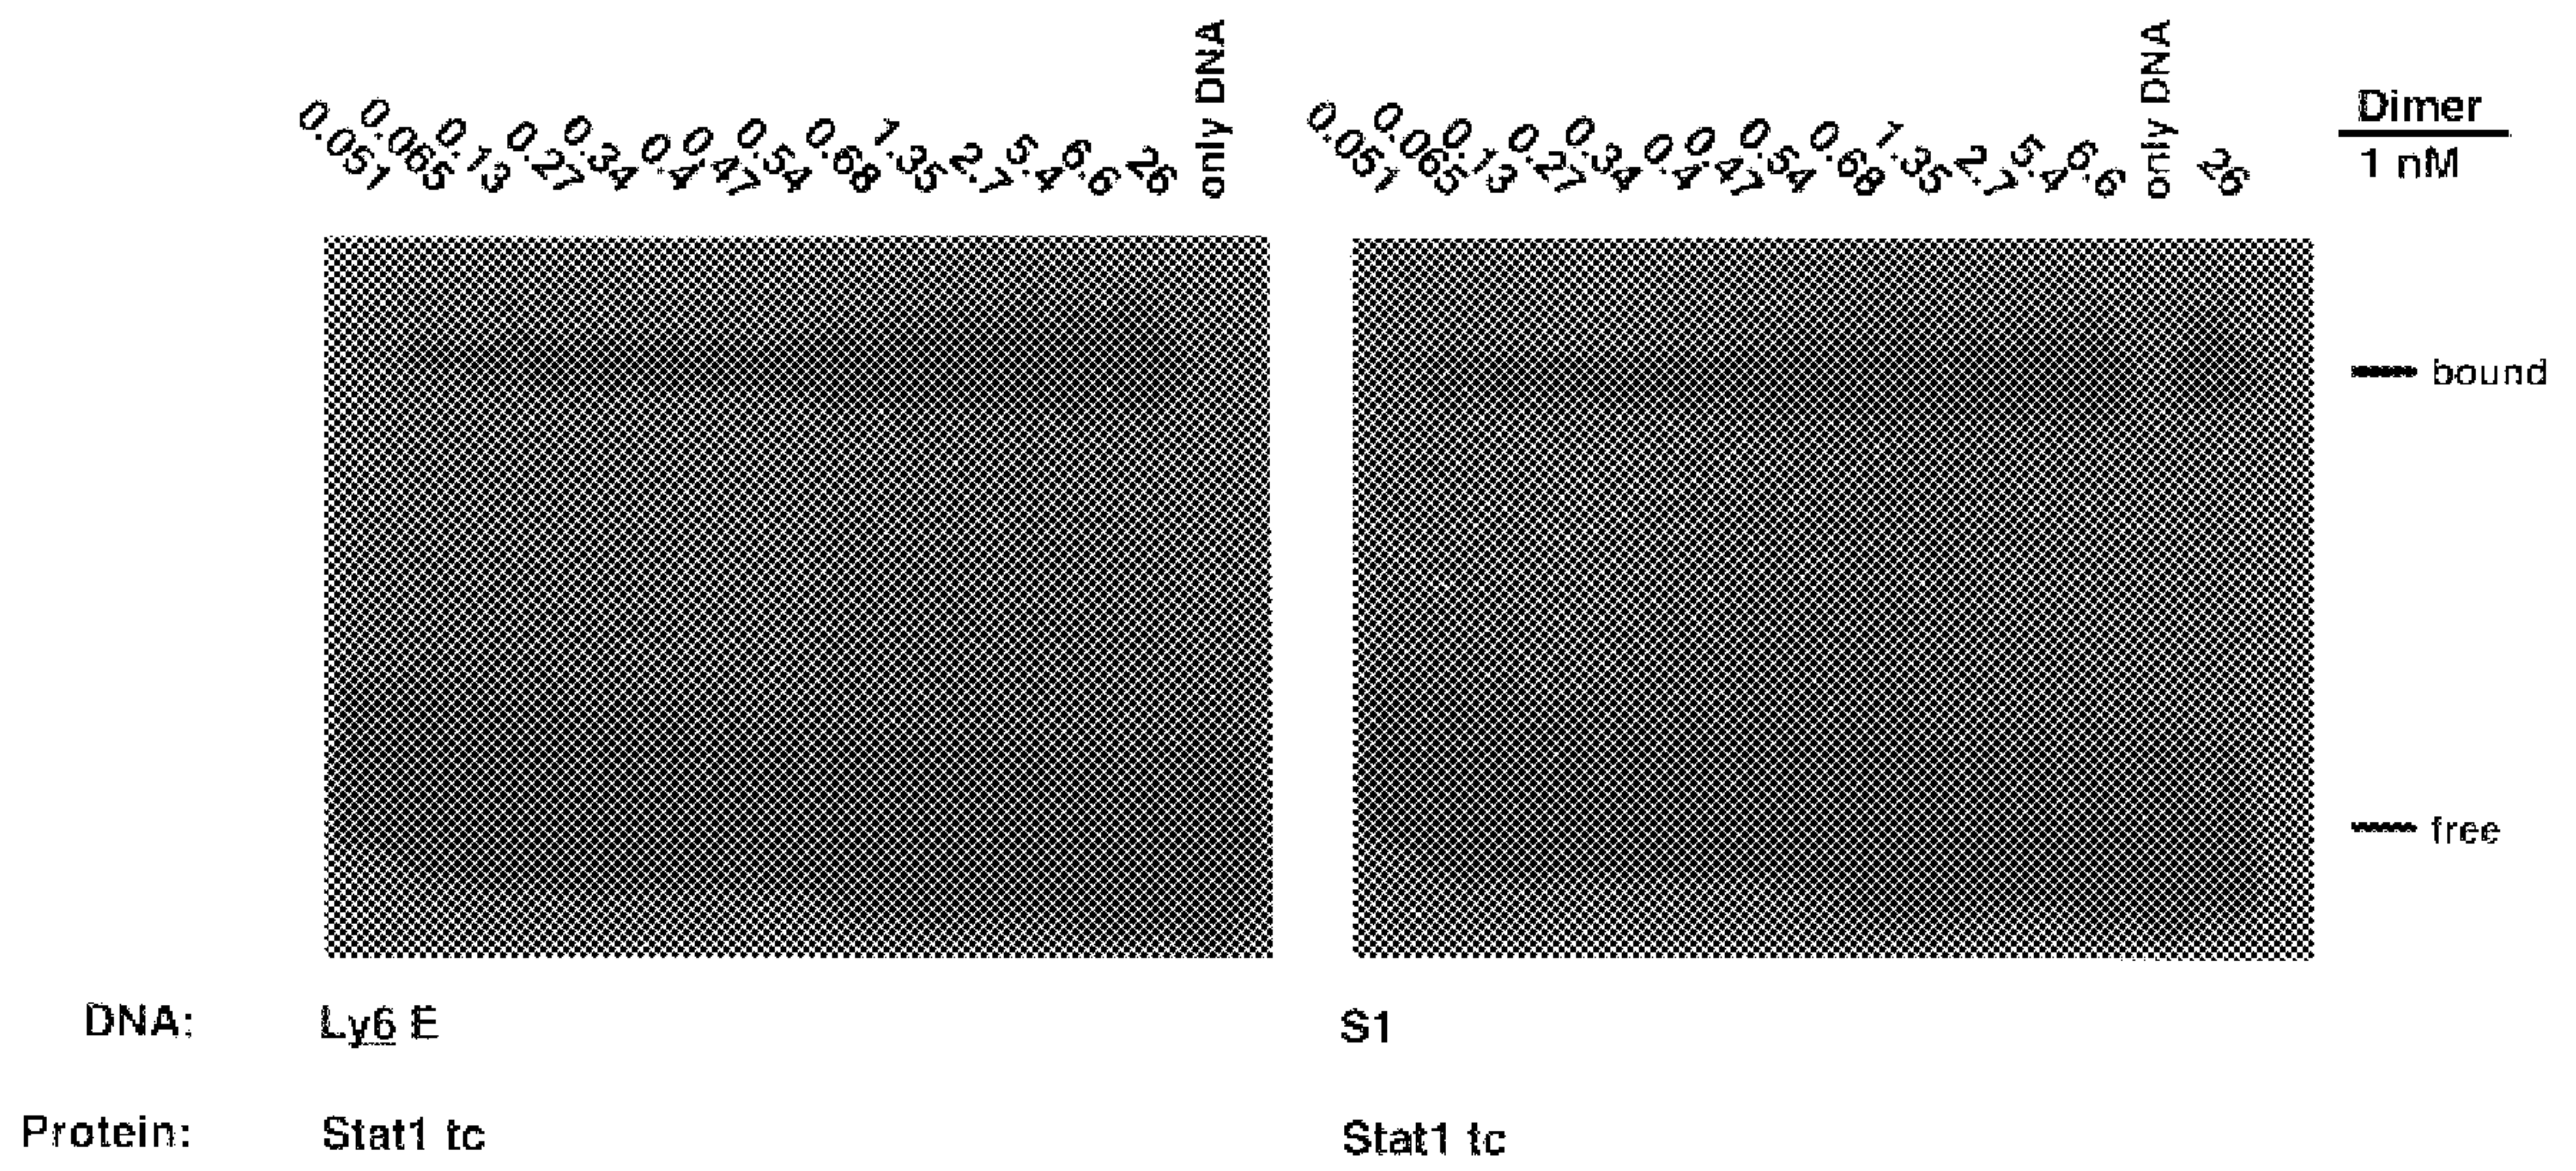 0.051 0.065 0.13 0.27 0.34 0.4 0.47 0.54 0.68 1.35 2.7 5.4 6.6 26 only DNA
0.051 0.065 0.13 0.27 0.34 0.4 0.47 0.54 0.68 1.35 2.7 5.4 6.6 only DNA 26
Dimer
1 nM
bound
free
DNA: Ly6 E S1
Protein: Stat1 tc Stat1 tc